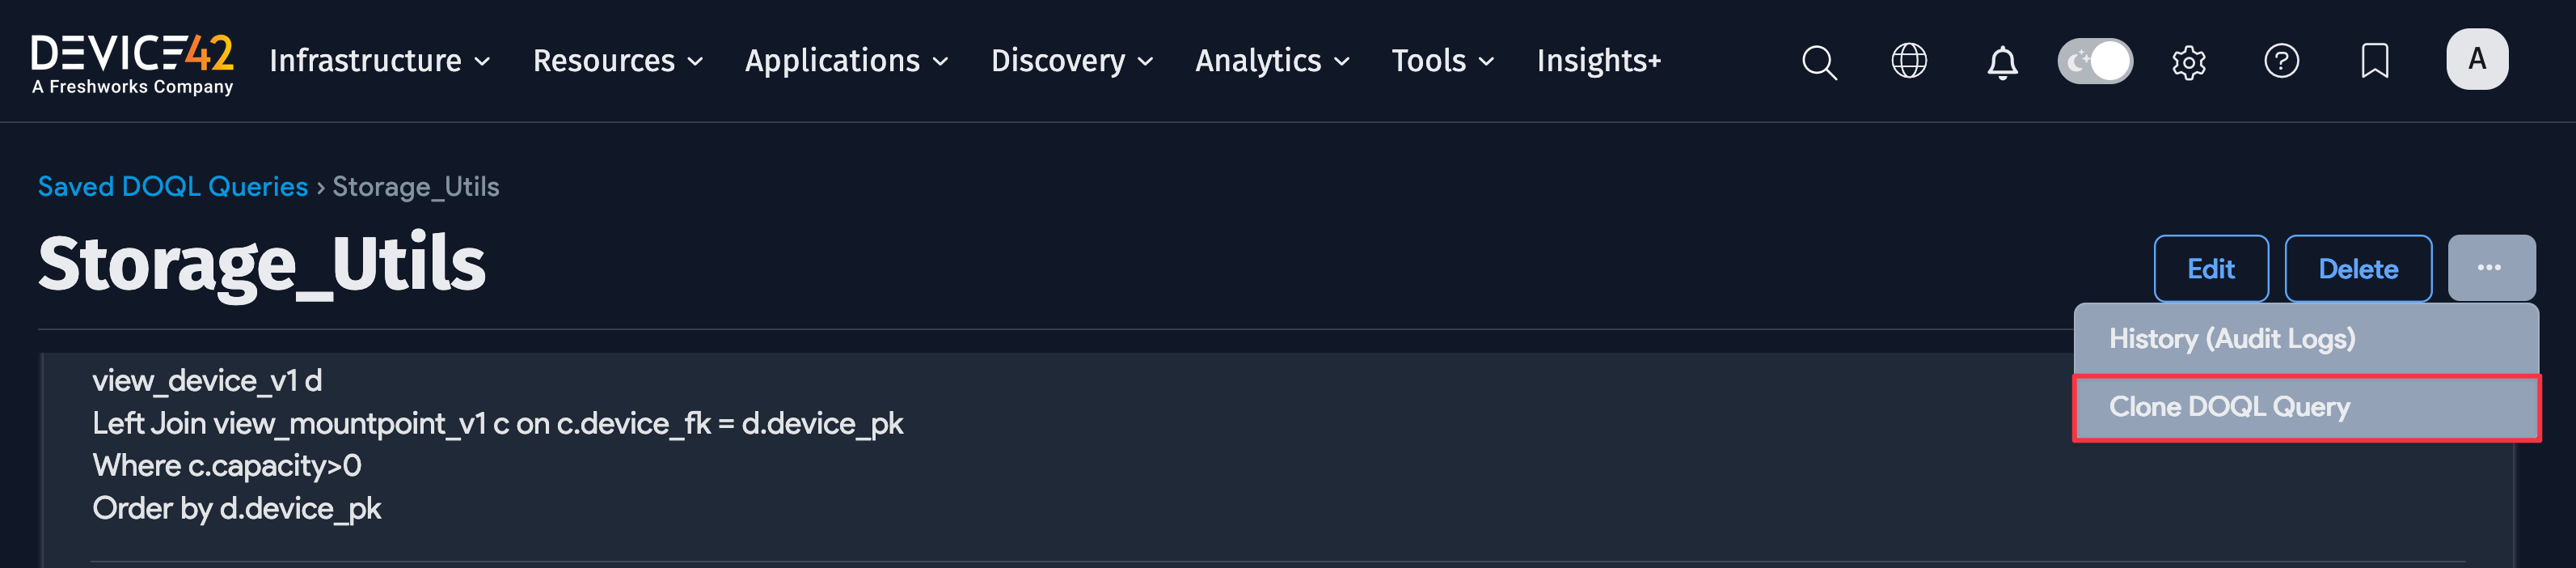 DEVICE42
A Freshworks Company
Infrastructure Resources Applications Discovery Analytics Tools Insights+
A
Saved DOQL Queries › Storage_Utils
Storage_Utils
Edit Delete ...
History (Audit Logs)
Clone DOQL Query
view_device_v1 d
Left Join view_mountpoint_v1 c on c.device_fk = d.device_pk
Where c.capacity>0
Order by d.device_pk